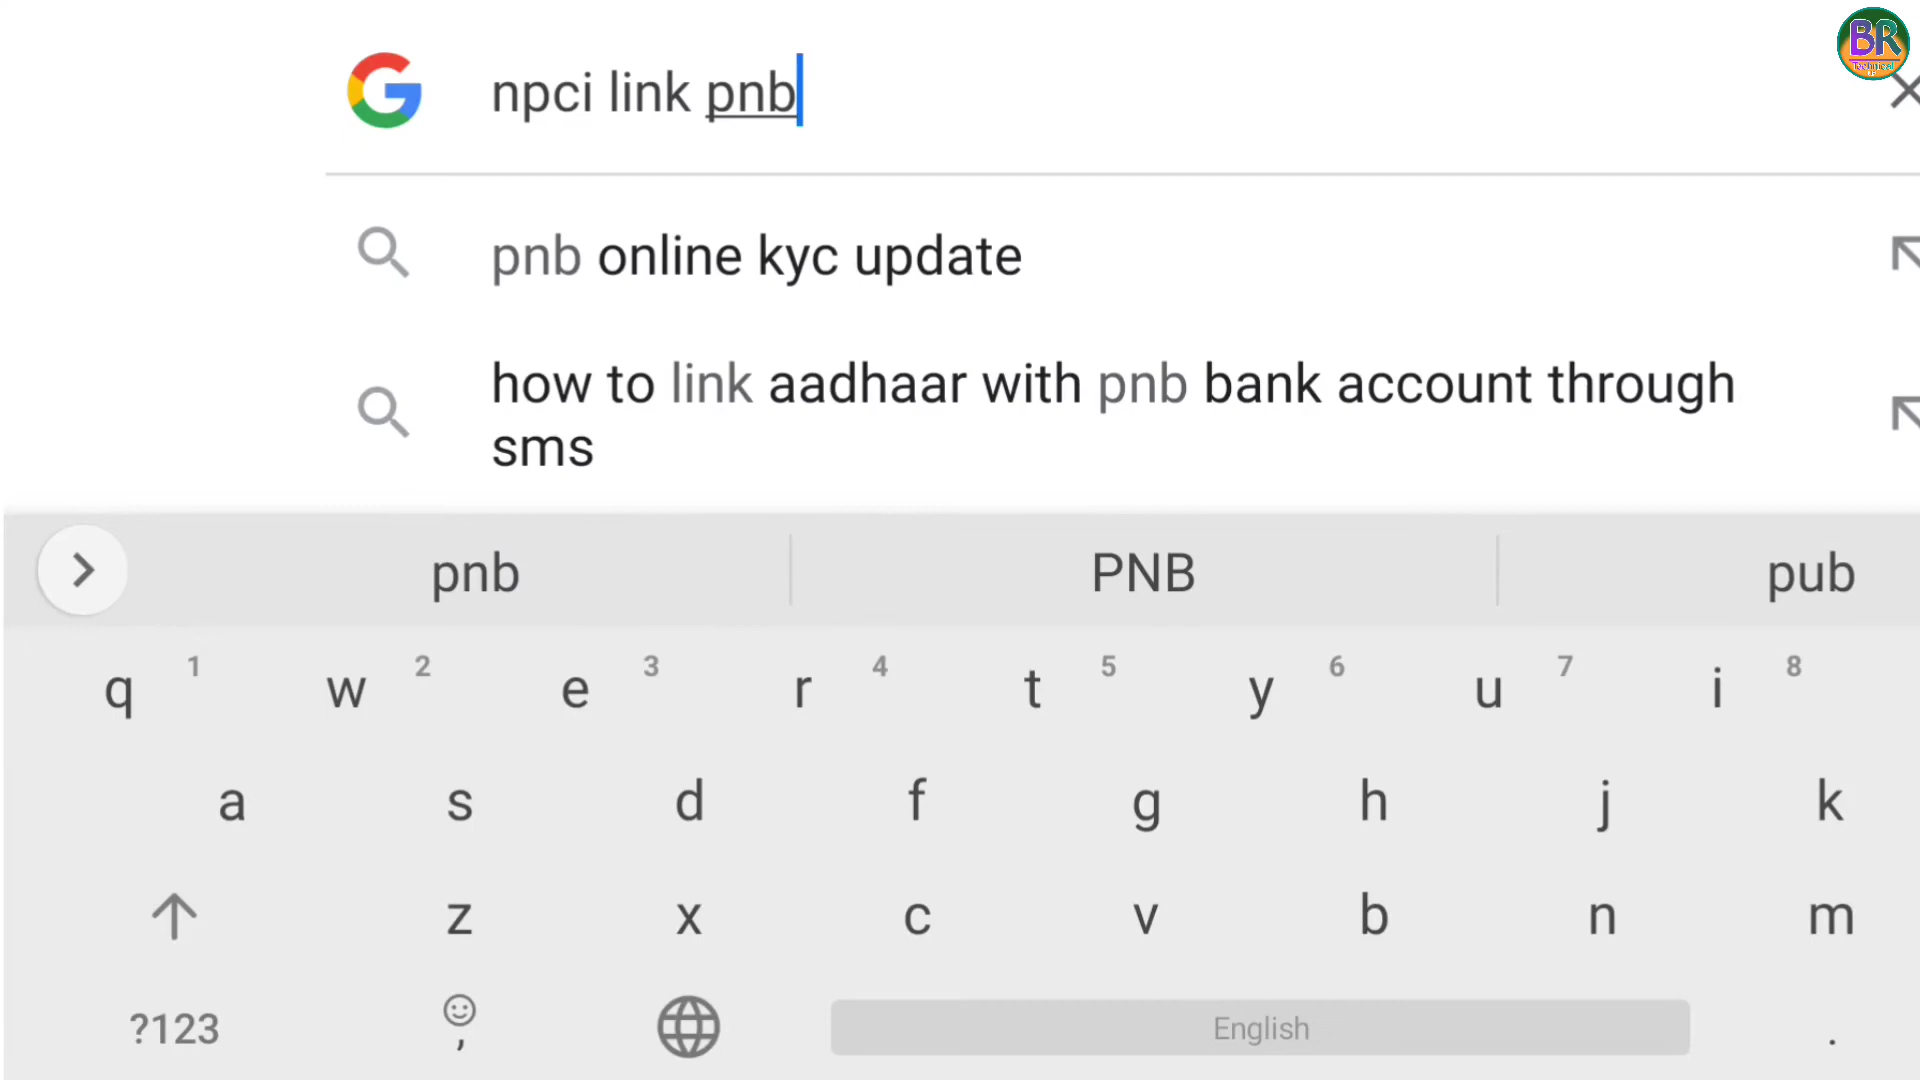 BR
Technical
npci link pnb
pnb online kyc update
how to link aadhaar with pnb bank account through
sms
pnb PNB pub
q 1 w 2 e 3 r 4 t 5 y 6 u 7 i 8
a s d f g h j k
z x c v b n m
?123 , English .